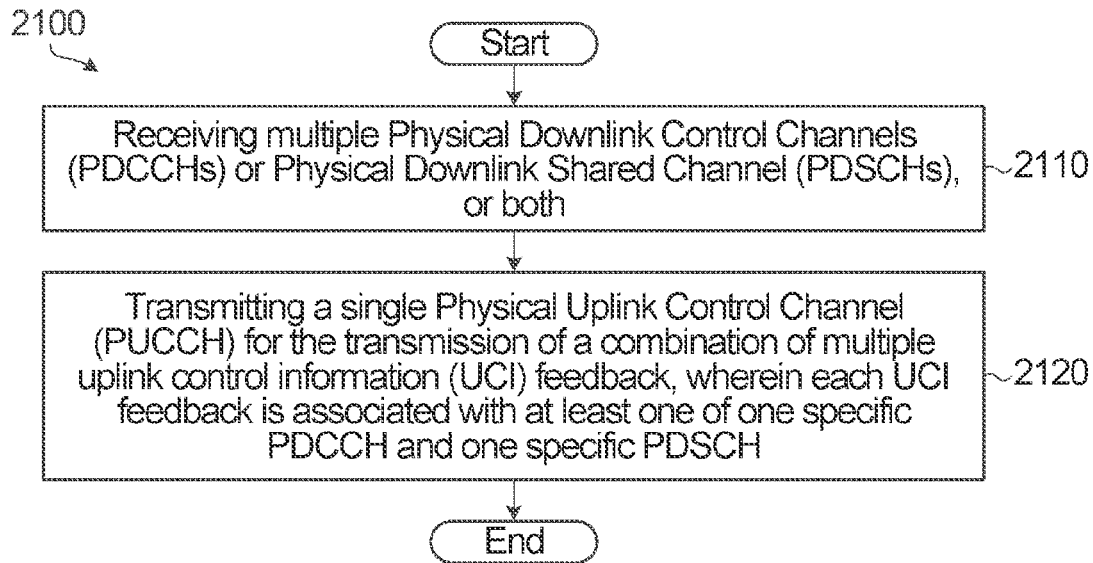 2100
Start
Receiving multiple Physical Downlink Control Channels
(PDCCHs) or Physical Downlink Shared Channel (PDSCHs),
or both
2110
Transmitting a single Physical Uplink Control Channel
(PUCCH) for the transmission of a combination of multiple
uplink control information (UCI) feedback, wherein each UCI
feedback is associated with at least one of one specific
PDCCH and one specific PDSCH
2120
End